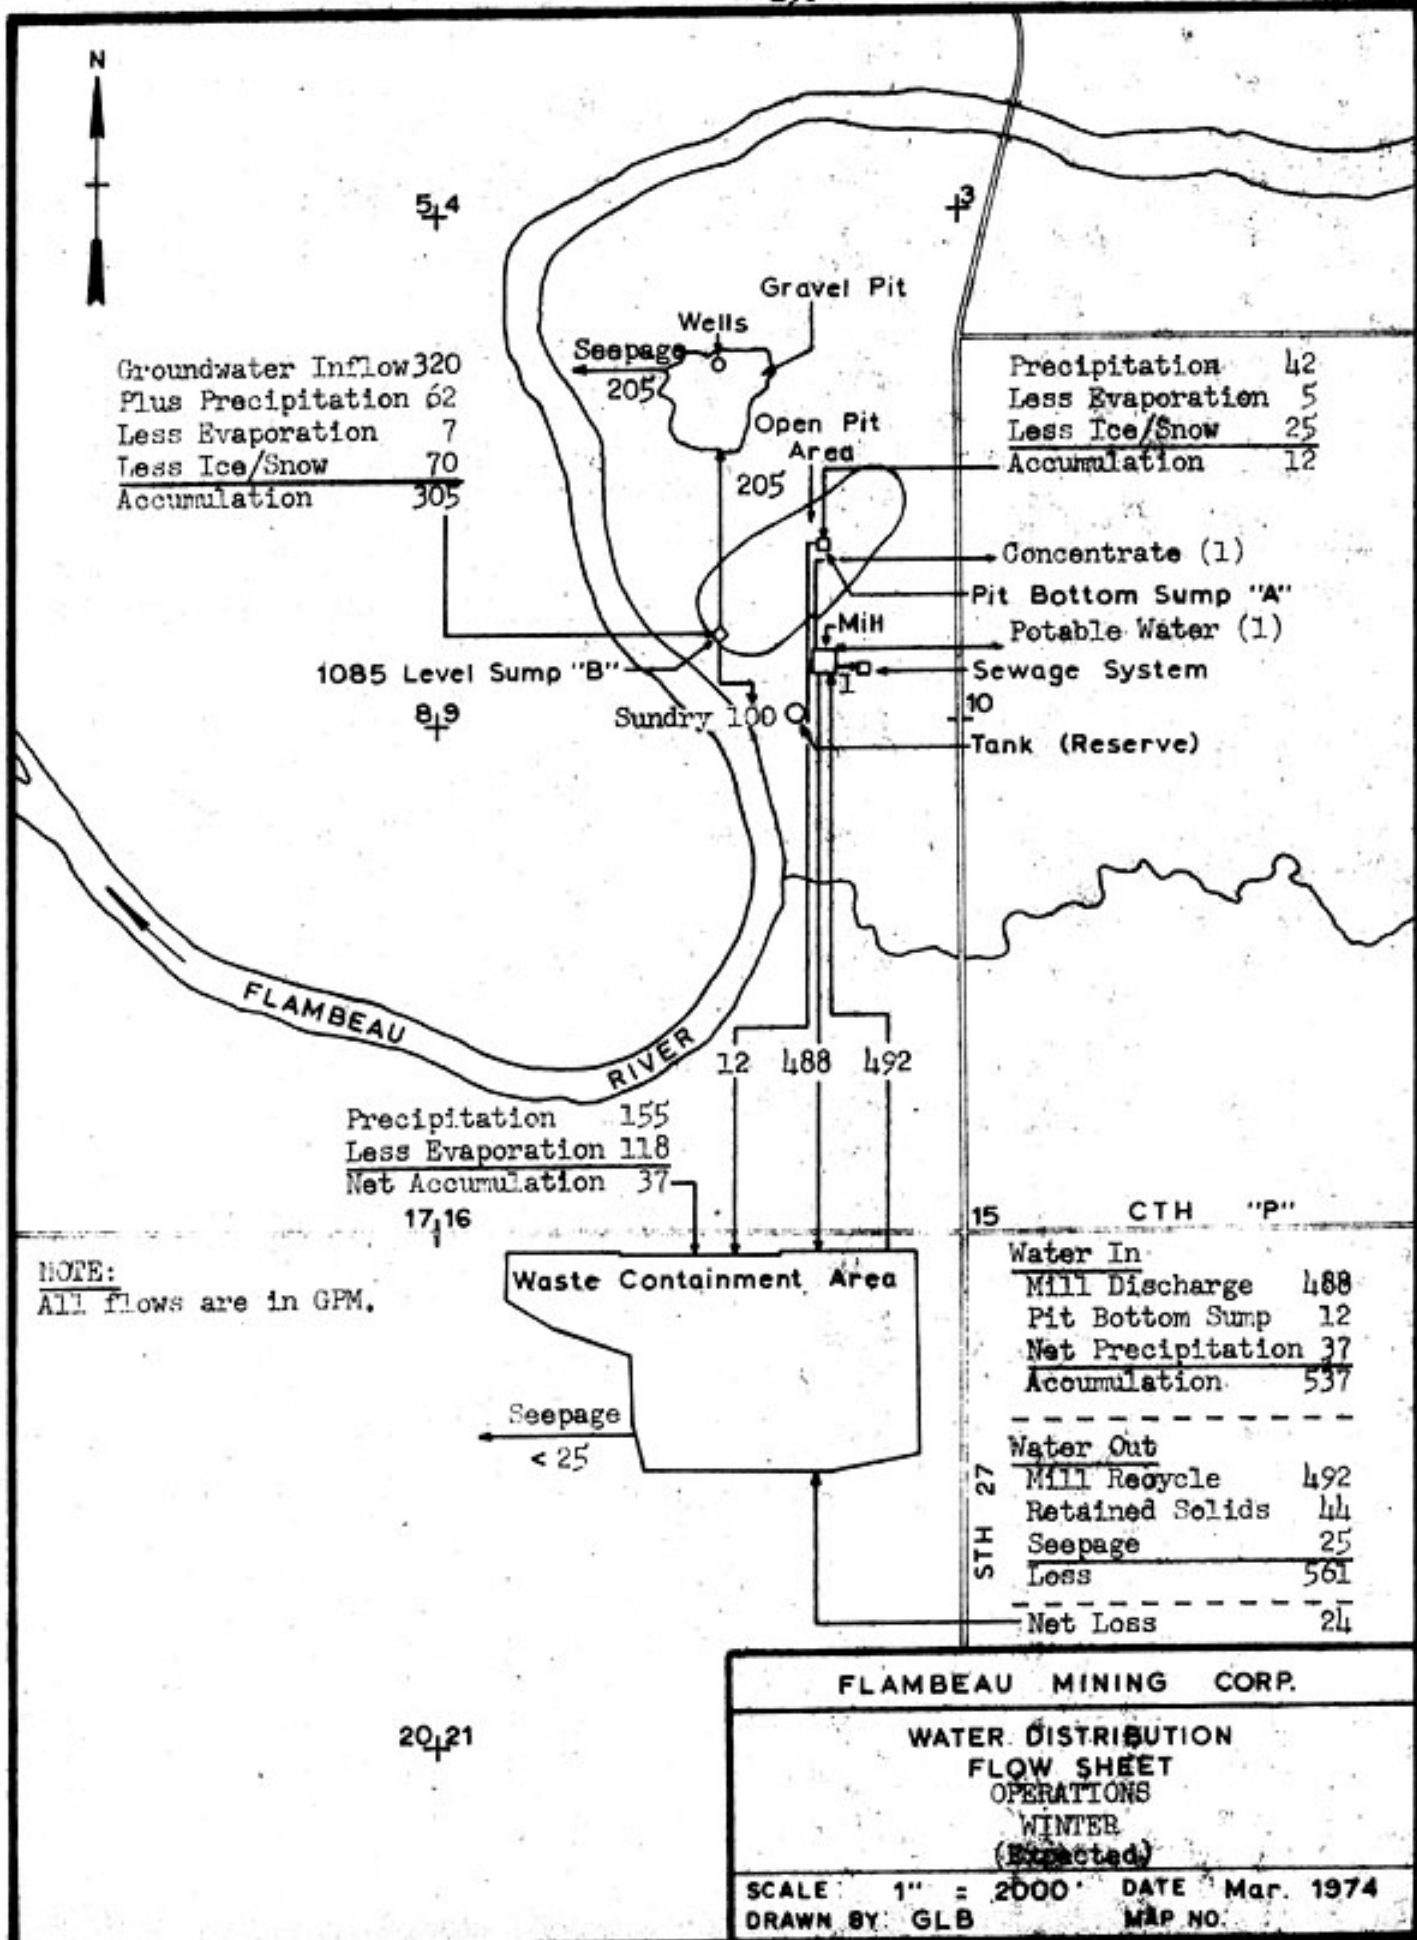 N
5 4
3
Gravel Pit
Wells
Seepage
205
Groundwater Inflow 320
Plus Precipitation 62
Less Evaporation 7
Less Ice/Snow 70
Accumulation 305
Open Pit
Area
205
Precipitation 42
Less Evaporation 5
Less Ice/Snow 25
Accumulation 12
Concentrate (1)
Pit Bottom Sump "A"
Mill
Potable Water (1)
1085 Level Sump "B"
Sewage System
1
8 9
Sundry 100
10
Tank (Reserve)
FLAMBEAU
RIVER
12 488 492
Precipitation 155
Less Evaporation 118
Net Accumulation 37
17 16
15
CTH "P"
NOTE:
All flows are in GPM.
Waste Containment Area
Seepage
< 25
Water In
Mill Discharge 488
Pit Bottom Sump 12
Net Precipitation 37
Accumulation 537
Water Out
Mill Recycle 492
Retained Solids 44
Seepage 25
Loss 561
Net Loss 24
STH 27
20 21
FLAMBEAU MINING CORP.
WATER DISTRIBUTION
FLOW SHEET
OPERATIONS
WINTER
(Expected)
SCALE: 1" = 2000' DATE Mar. 1974
DRAWN BY: GLB MAP NO.